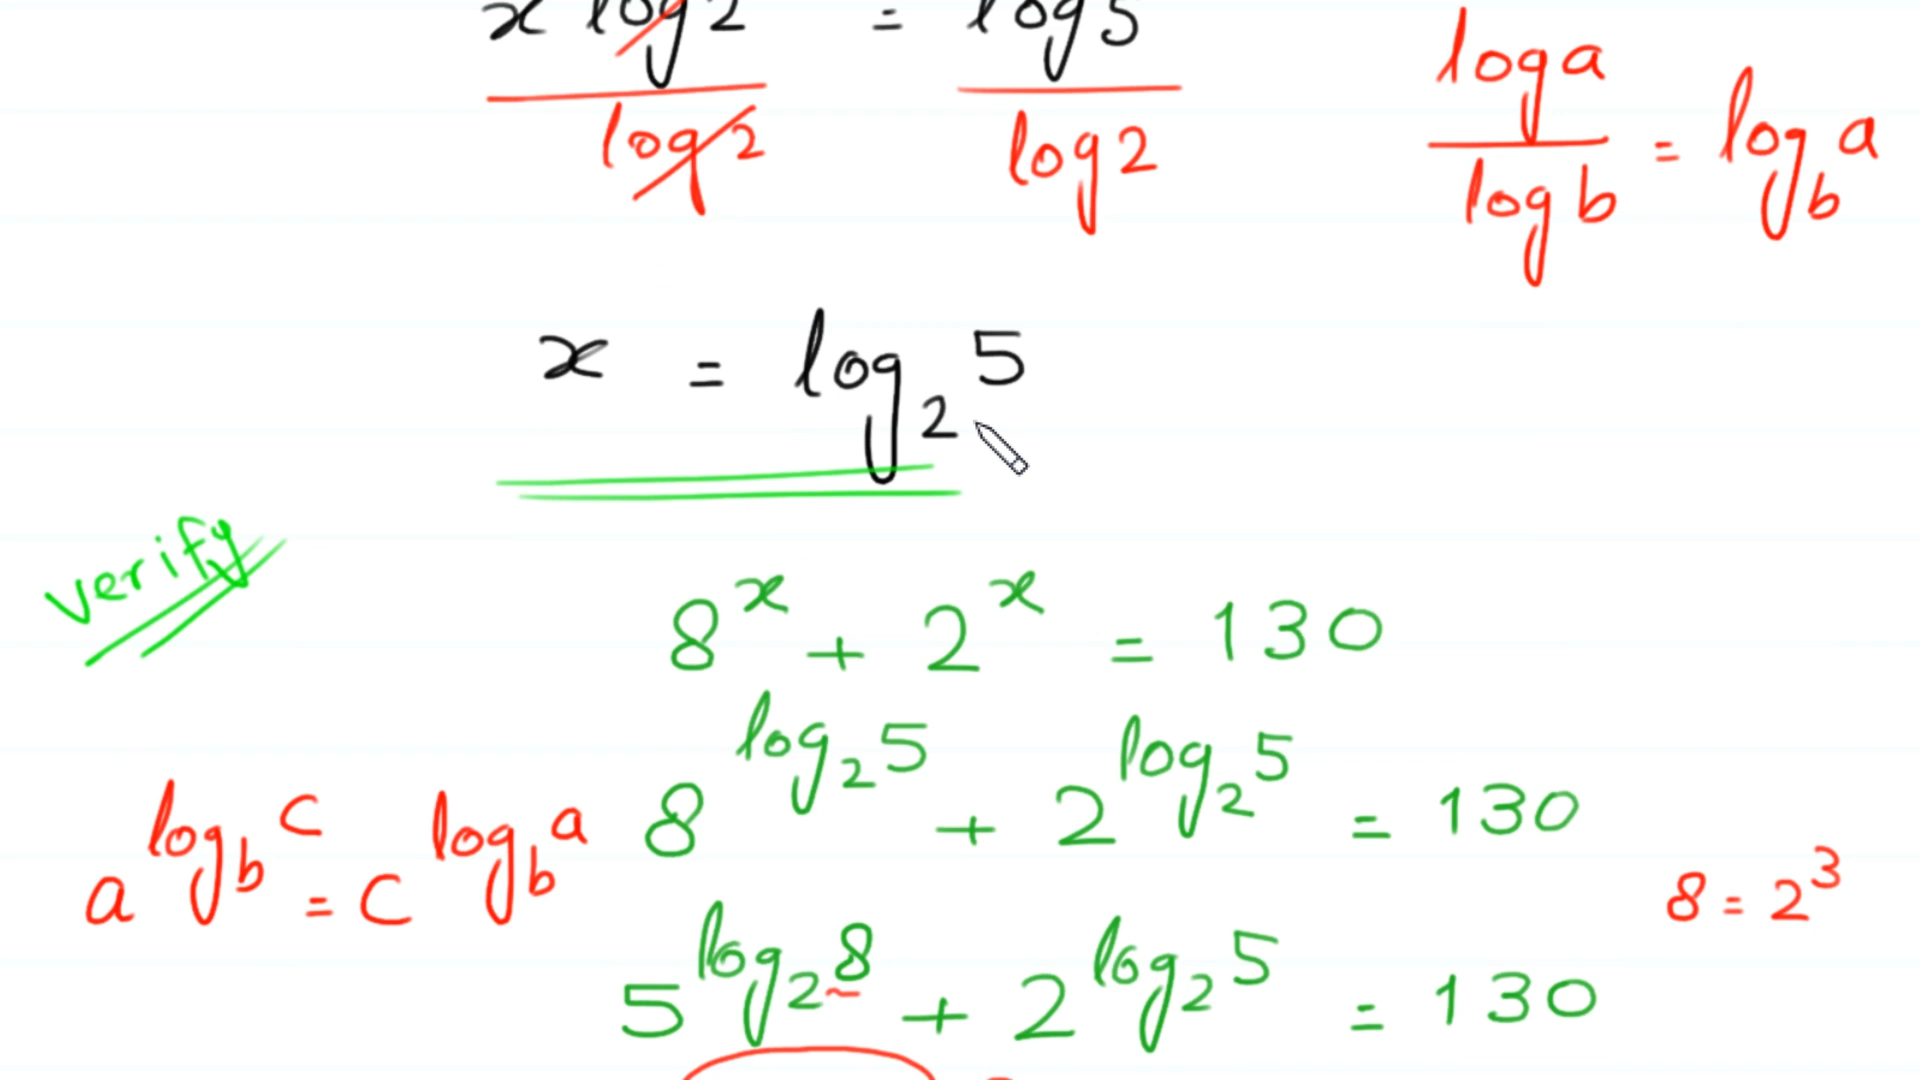 x log 2 = log 5
log 2 log 2
log a
log b = log_b a
x = log_2 5
verify
8^x + 2^x = 130
8^{log_2 5} + 2^{log_2 5} = 130
a^{log_b c} = c^{log_b a}
8 = 2^3
5^{log_2 8} + 2^{log_2 5} = 130